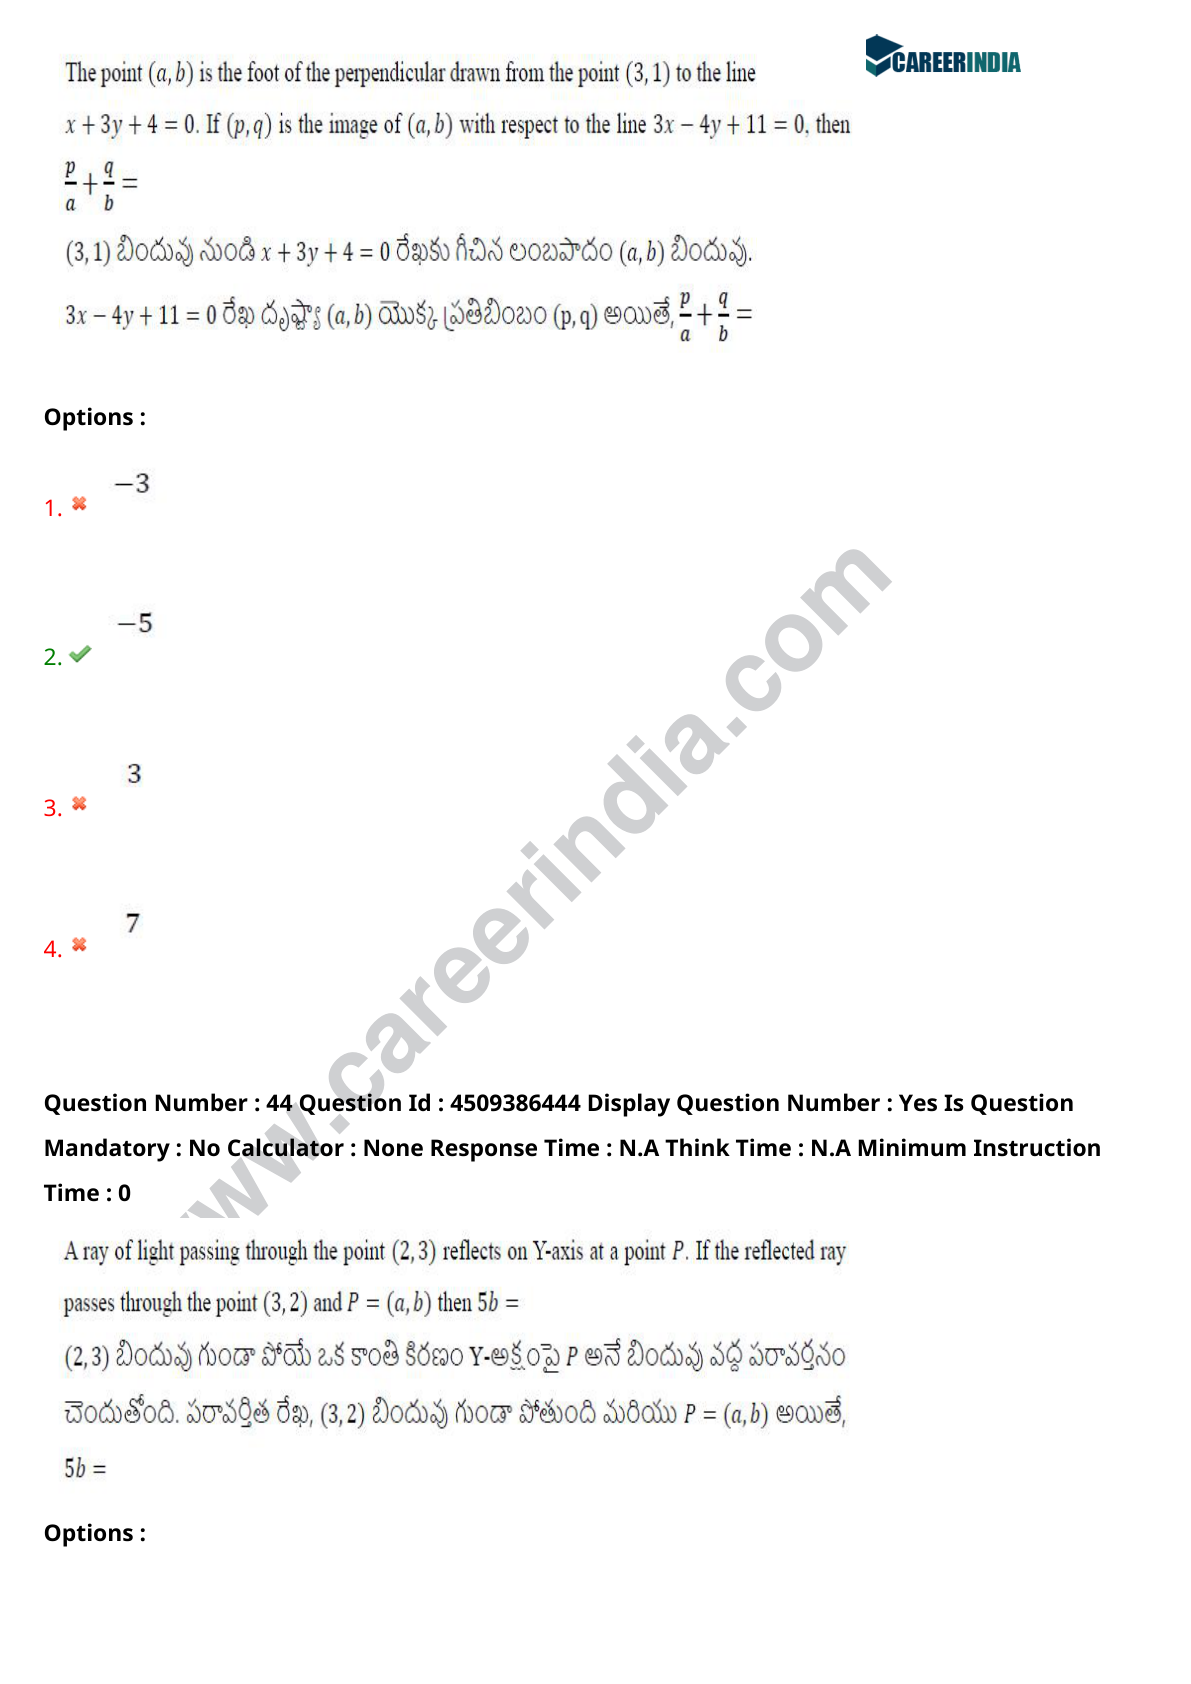 CAREERINDIA
The point (a, b) is the foot of the perpendicular drawn from the point (3, 1) to the line
x + 3y + 4 = 0. If (p, q) is the image of (a, b) with respect to the line 3x − 4y + 11 = 0, then
p/a + q/b =
(3, 1) బిందువు నుండి x + 3y + 4 = 0 రేఖకు గీచిన లంబపాదం (a, b) బిందువు.
3x − 4y + 11 = 0 రేఖ దృష్ట్యా (a, b) యొక్క ప్రతిబింబం (p, q) అయితే, p/a + q/b =
Options :
1. −3
2. −5
3. 3
4. 7
www.careerindia.com
Question Number : 44 Question Id : 4509386444 Display Question Number : Yes Is Question
Mandatory : No Calculator : None Response Time : N.A Think Time : N.A Minimum Instruction
Time : 0
A ray of light passing through the point (2, 3) reflects on Y-axis at a point P. If the reflected ray
passes through the point (3, 2) and P = (a, b) then 5b =
(2, 3) బిందువు గుండా పోయే ఒక కాంతి కిరణం Y-అక్షంపై P అనే బిందువు వద్ద పరావర్తనం
చెందుతోంది. పరావర్తిత రేఖ, (3, 2) బిందువు గుండా పోతుంది మరియు P = (a, b) అయితే,
5b =
Options :